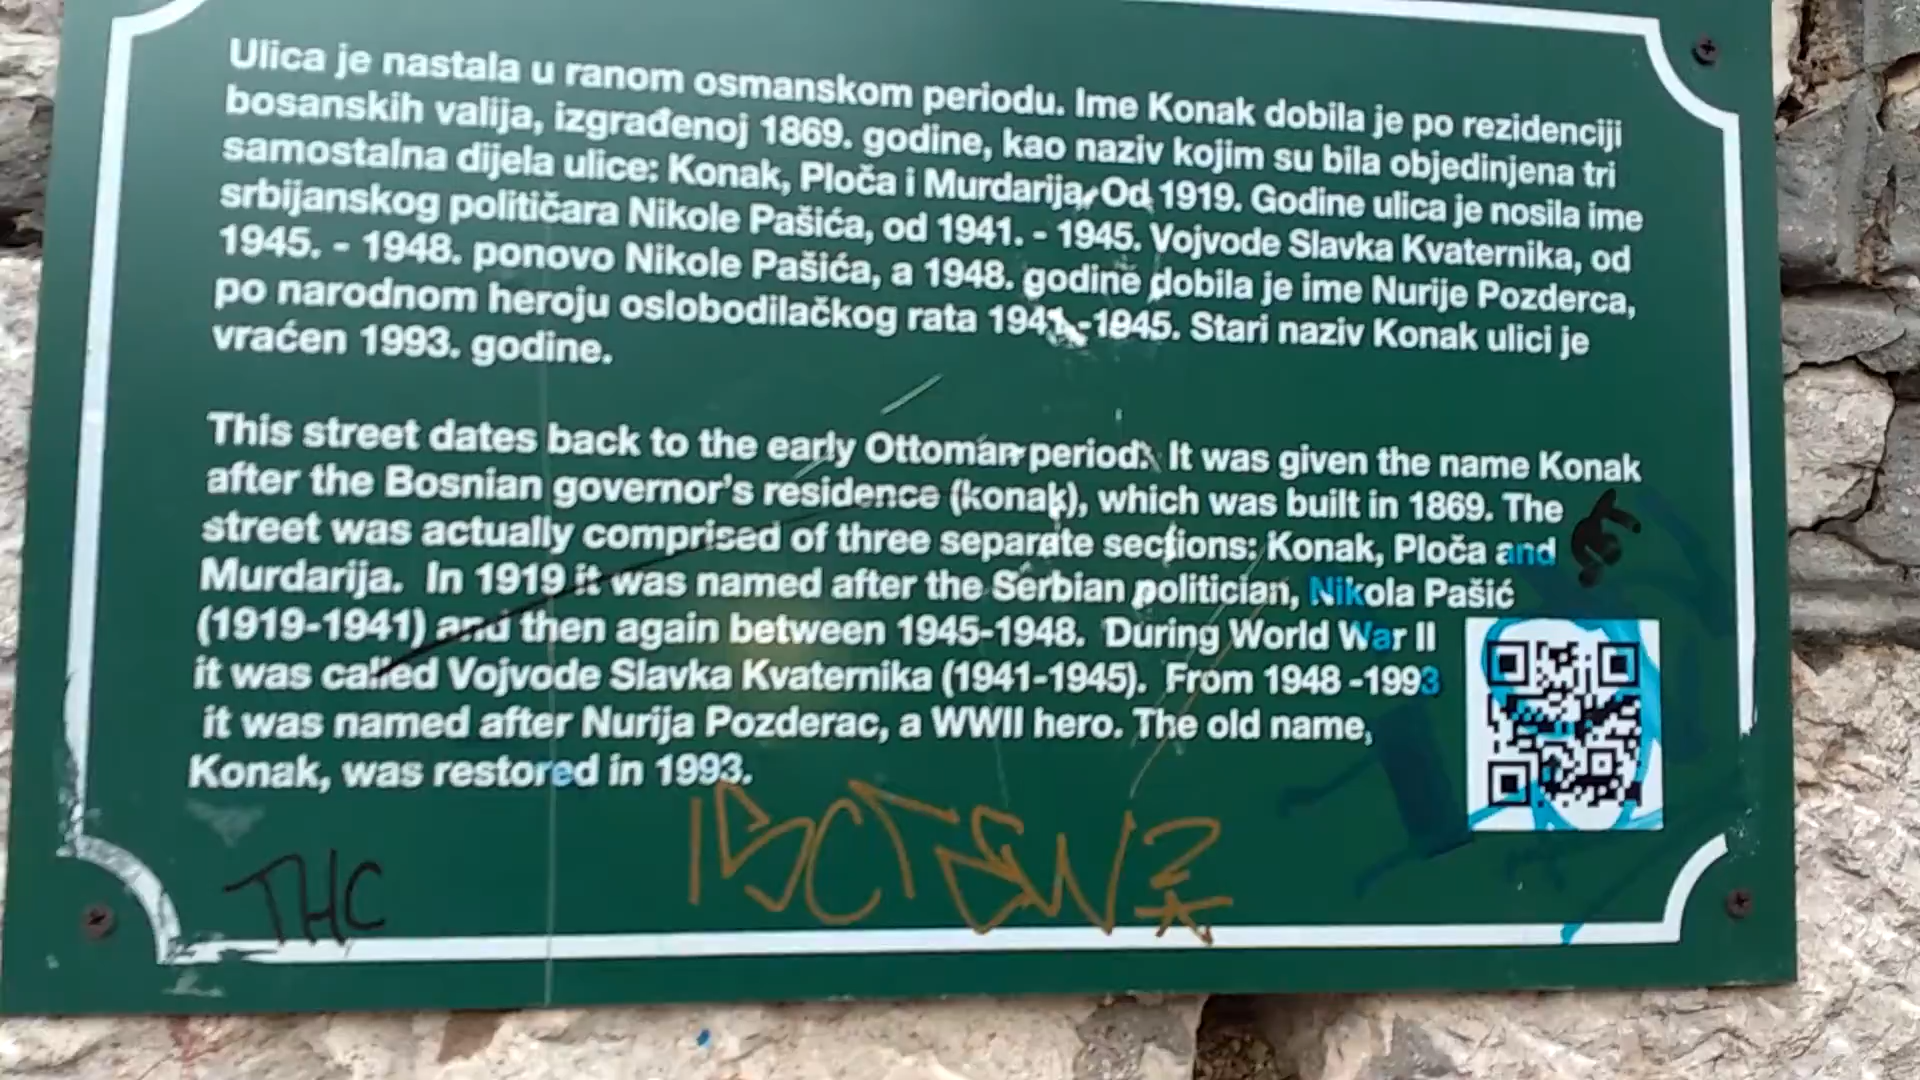 Ulica je nastala u ranom osmanskom periodu. Ime Konak dobila je po rezidenciji
bosanskih valija, izgrađenoj 1869. godine, kao naziv kojim su bila objedinjena tri
samostalna dijela ulice: Konak, Ploča i Murdarija. Od 1919. Godine ulica je nosila ime
srbijanskog političara Nikole Pašića, od 1941. - 1945. Vojvode Slavka Kvaternika, od
1945. - 1948. ponovo Nikole Pašića, a 1948. godine dobila je ime Nurije Pozderca,
po narodnom heroju oslobodilačkog rata 1941.-1945. Stari naziv Konak ulici je
vraćen 1993. godine.
This street dates back to the early Ottoman period. It was given the name Konak
after the Bosnian governor's residence (konak), which was built in 1869. The
street was actually comprised of three separate sections: Konak, Ploča and
Murdarija. In 1919 it was named after the Serbian politician, Nikola Pašić
(1919-1941) and then again between 1945-1948. During World War II
it was called Vojvode Slavka Kvaternika (1941-1945). From 1948 -1993
it was named after Nurija Pozderac, a WWII hero. The old name,
Konak, was restored in 1993.
THC